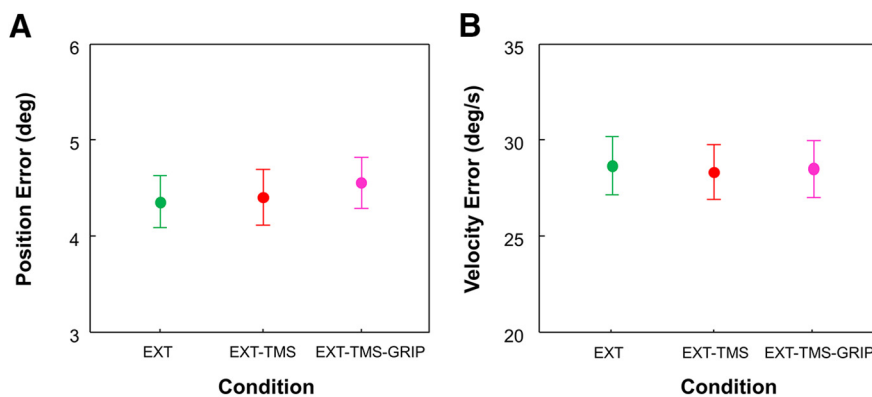 A
Position Error (deg)
6
5
4
3
EXT EXT-TMS EXT-TMS-GRIP
Condition
B
Velocity Error (deg/s)
35
30
25
20
EXT EXT-TMS EXT-TMS-GRIP
Condition